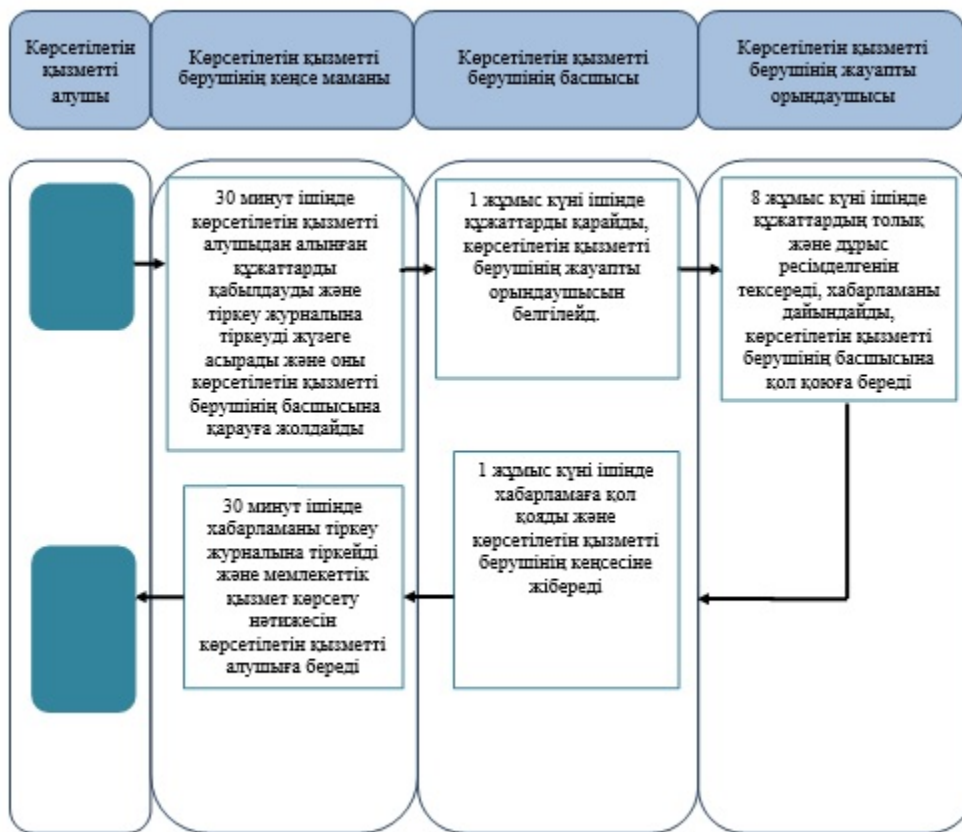 Көрсетілетін
қызметті
алушы
Көрсетілетін қызметті
берушінің кеңсе маманы
Көрсетілетін қызметті
берушінің басшысы
Көрсетілетін қызметті
берушінің жауапты
орындаушысы
30 минут ішінде
көрсетілетін қызметті
алушыдан алынған
құжаттарды
қабылдауды және
тіркеу журналына
тіркеуді жүзеге
асырады және оны
көрсетілетін қызметті
берушінің басшысына
қарауға жолдайды
1 жұмыс күні ішінде
құжаттарды қарайды,
көрсетілетін қызметті
берушінің жауапты
орындаушысын
белгілейд.
8 жұмыс күні ішінде
құжаттардың толық
және дұрыс
ресімделгенін
тексереді, хабарламаны
дайындайды,
көрсетілетін қызметті
берушінің басшысына
қол қоюға береді
1 жұмыс күні ішінде
хабарламаға қол
қояды және
көрсетілетін қызметті
берушінің кеңсесіне
жібереді
30 минут ішінде
хабарламаны тіркеу
журналына тіркейді
және мемлекеттік
қызмет көрсету
нәтижесін
көрсетілетін қызметті
алушыға береді